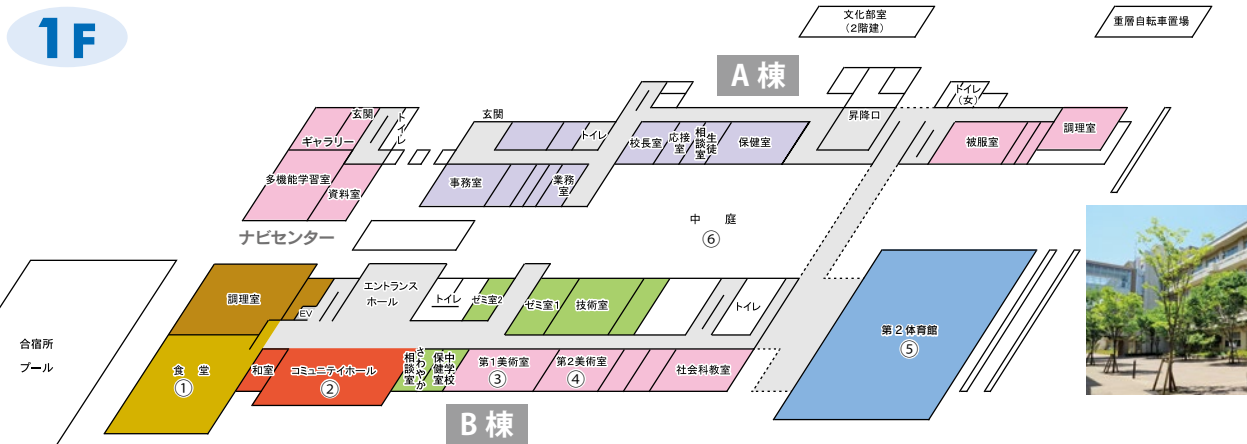 1F
文化部室
(2階建)
重層自転車置場
A棟
トイレ
(女)
玄関
トイレ
ギャラリー
多機能学習室
資料室
ナビセンター
玄関
トイレ
事務室
業務
室
校長室
応接
室
生徒
相談室
保健室
昇降口
被服室
調理室
中庭
⑥
合宿所
プール
調理室
EV
エントランス
ホール
トイレ
ゼミ室2
ゼミ室1
技術室
トイレ
食堂
①
和室
コミュニテイホール
②
さわやか
相談室
中学校
保健室
第1美術室
③
第2美術室
④
社会科教室
第2体育館
⑤
B棟